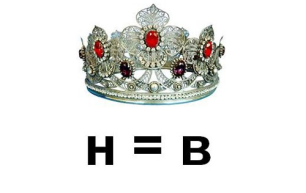 H = B